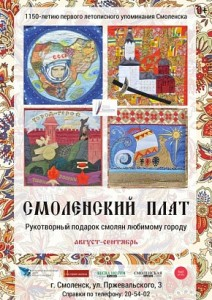 1150-летию первого летописного упоминания Смоленска
0+
СМОЛЕНСКИЙ ПЛАТ
Рукотворный подарок смолян любимому городу
АВГУСТ-СЕНТЯБРЬ
г. Смоленск, ул. Пржевальского, 3
Справки по телефону: 20-54-02